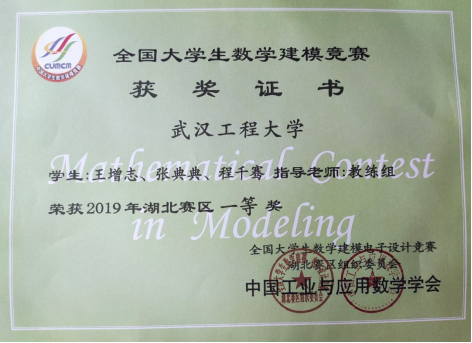 CUMCM
全国大学生数学建模竞赛
获奖证书
武汉工程大学
Mathematical Contest
学生:王增志、张典典、程千骞 指导老师:教练组
荣获2019年湖北赛区 一等 奖
in Modeling
全国大学生数学建模电子设计竞赛
湖北赛区组织委员会
中国工业与应用数学学会